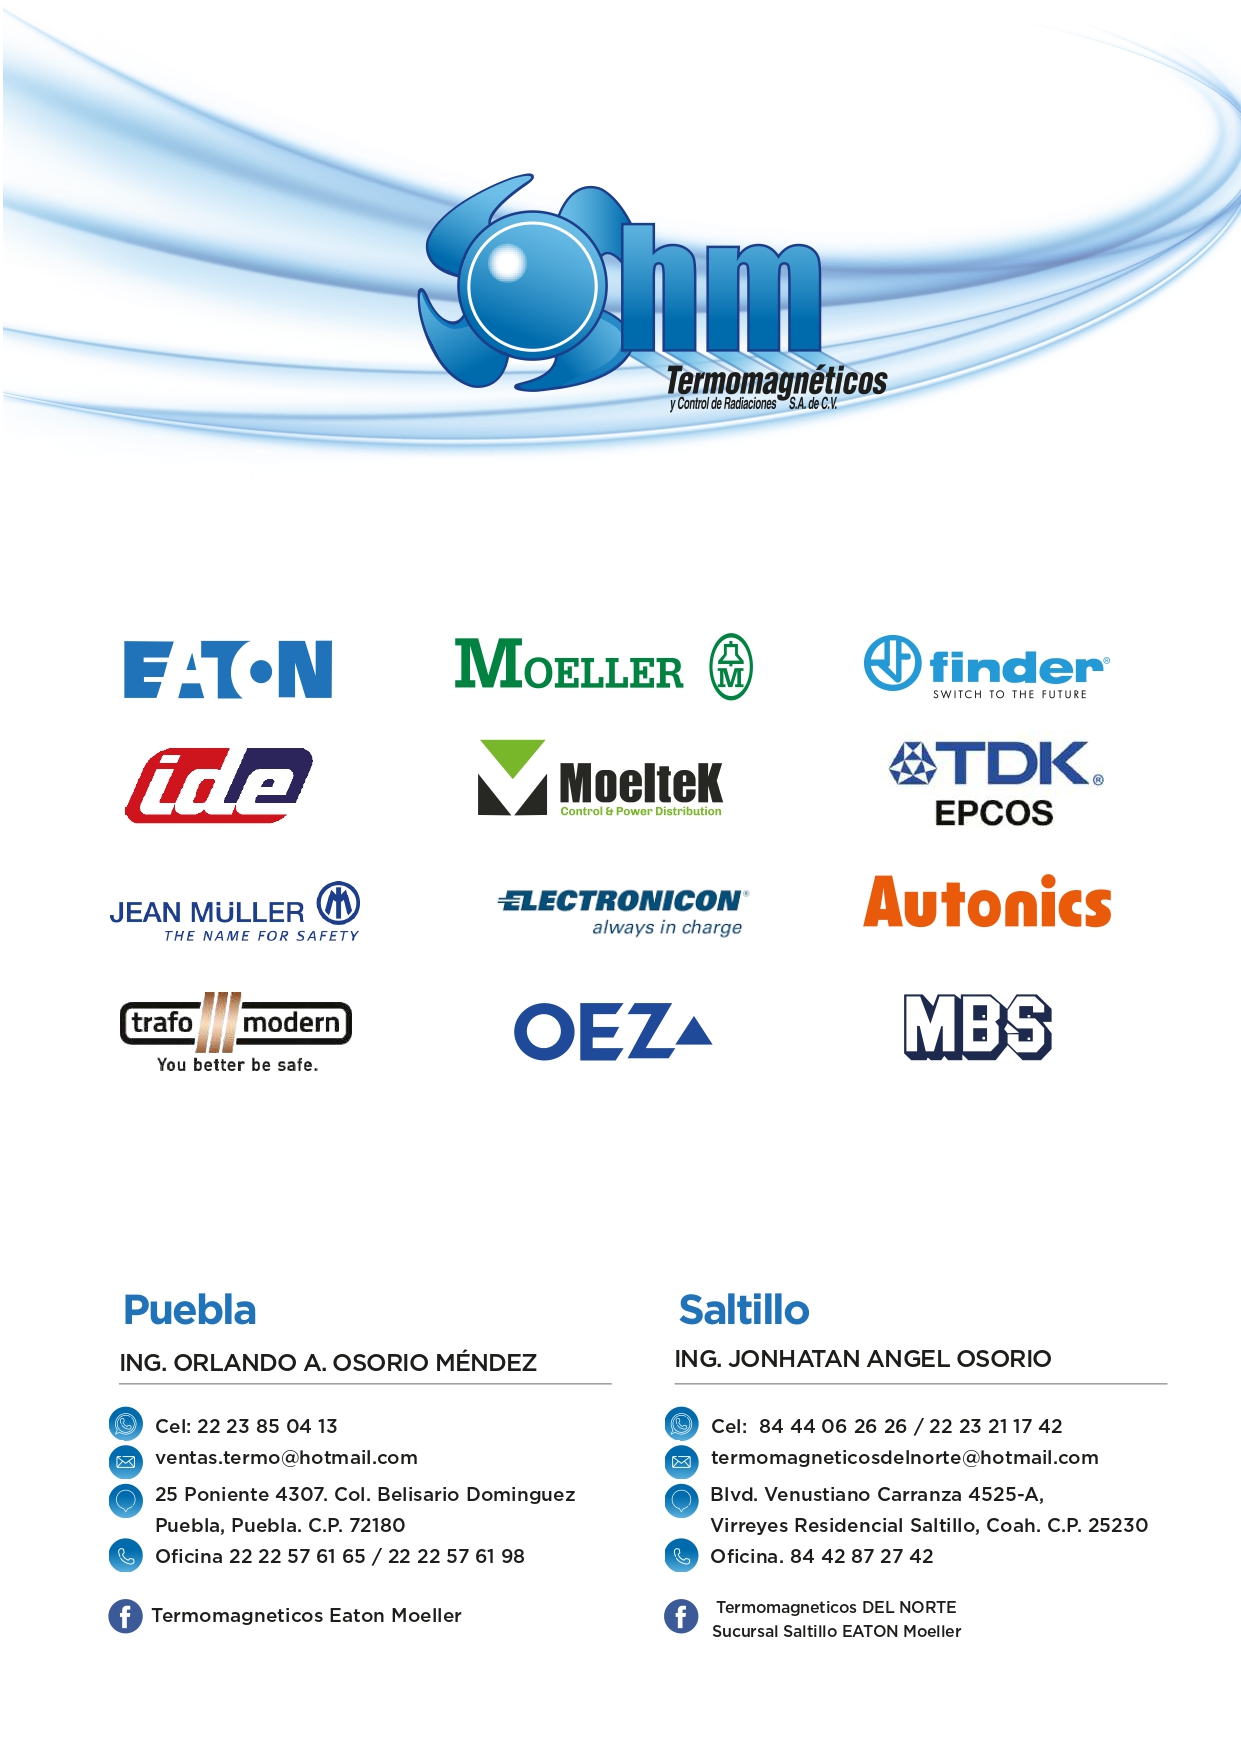 Ohm
Termomagnéticos
y Control de Radiaciones S.A. de C.V.
EATON
MOELLER M
finder®
SWITCH TO THE FUTURE
ide
MoelteK
Control & Power Distribution
TDK®
EPCOS
JEAN MüLLER
THE NAME FOR SAFETY
ELECTRONICON®
always in charge
Autonics
trafo modern
You better be safe.
OEZ
MBS
Puebla
ING. ORLANDO A. OSORIO MÉNDEZ
Cel: 22 23 85 04 13
ventas.termo@hotmail.com
25 Poniente 4307. Col. Belisario Dominguez
Puebla, Puebla. C.P. 72180
Oficina 22 22 57 61 65 / 22 22 57 61 98
Termomagneticos Eaton Moeller
Saltillo
ING. JONHATAN ANGEL OSORIO
Cel: 84 44 06 26 26 / 22 23 21 17 42
termomagneticosdelnorte@hotmail.com
Blvd. Venustiano Carranza 4525-A,
Virreyes Residencial Saltillo, Coah. C.P. 25230
Oficina. 84 42 87 27 42
Termomagneticos DEL NORTE
Sucursal Saltillo EATON Moeller